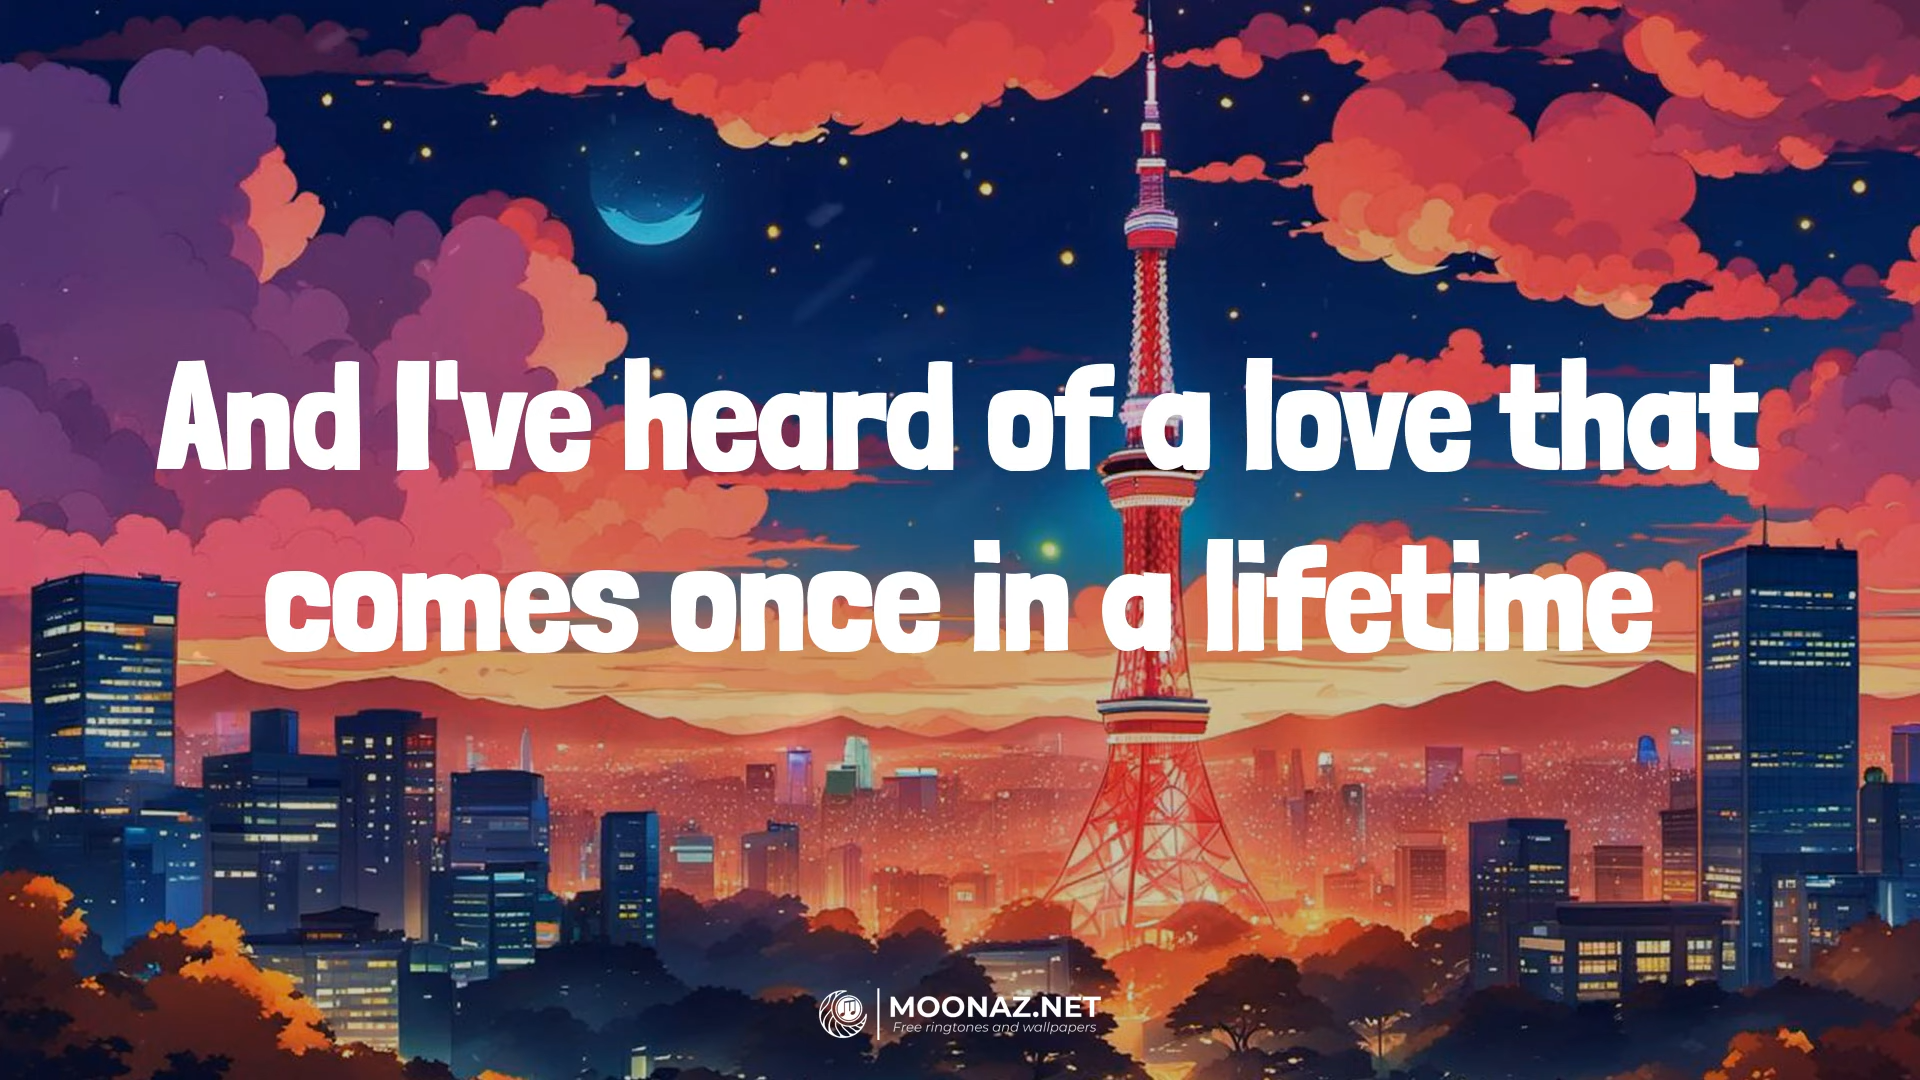 And I've heard of a love that
comes once in a lifetime
MOONAZ.NET
Free ringtones and wallpapers